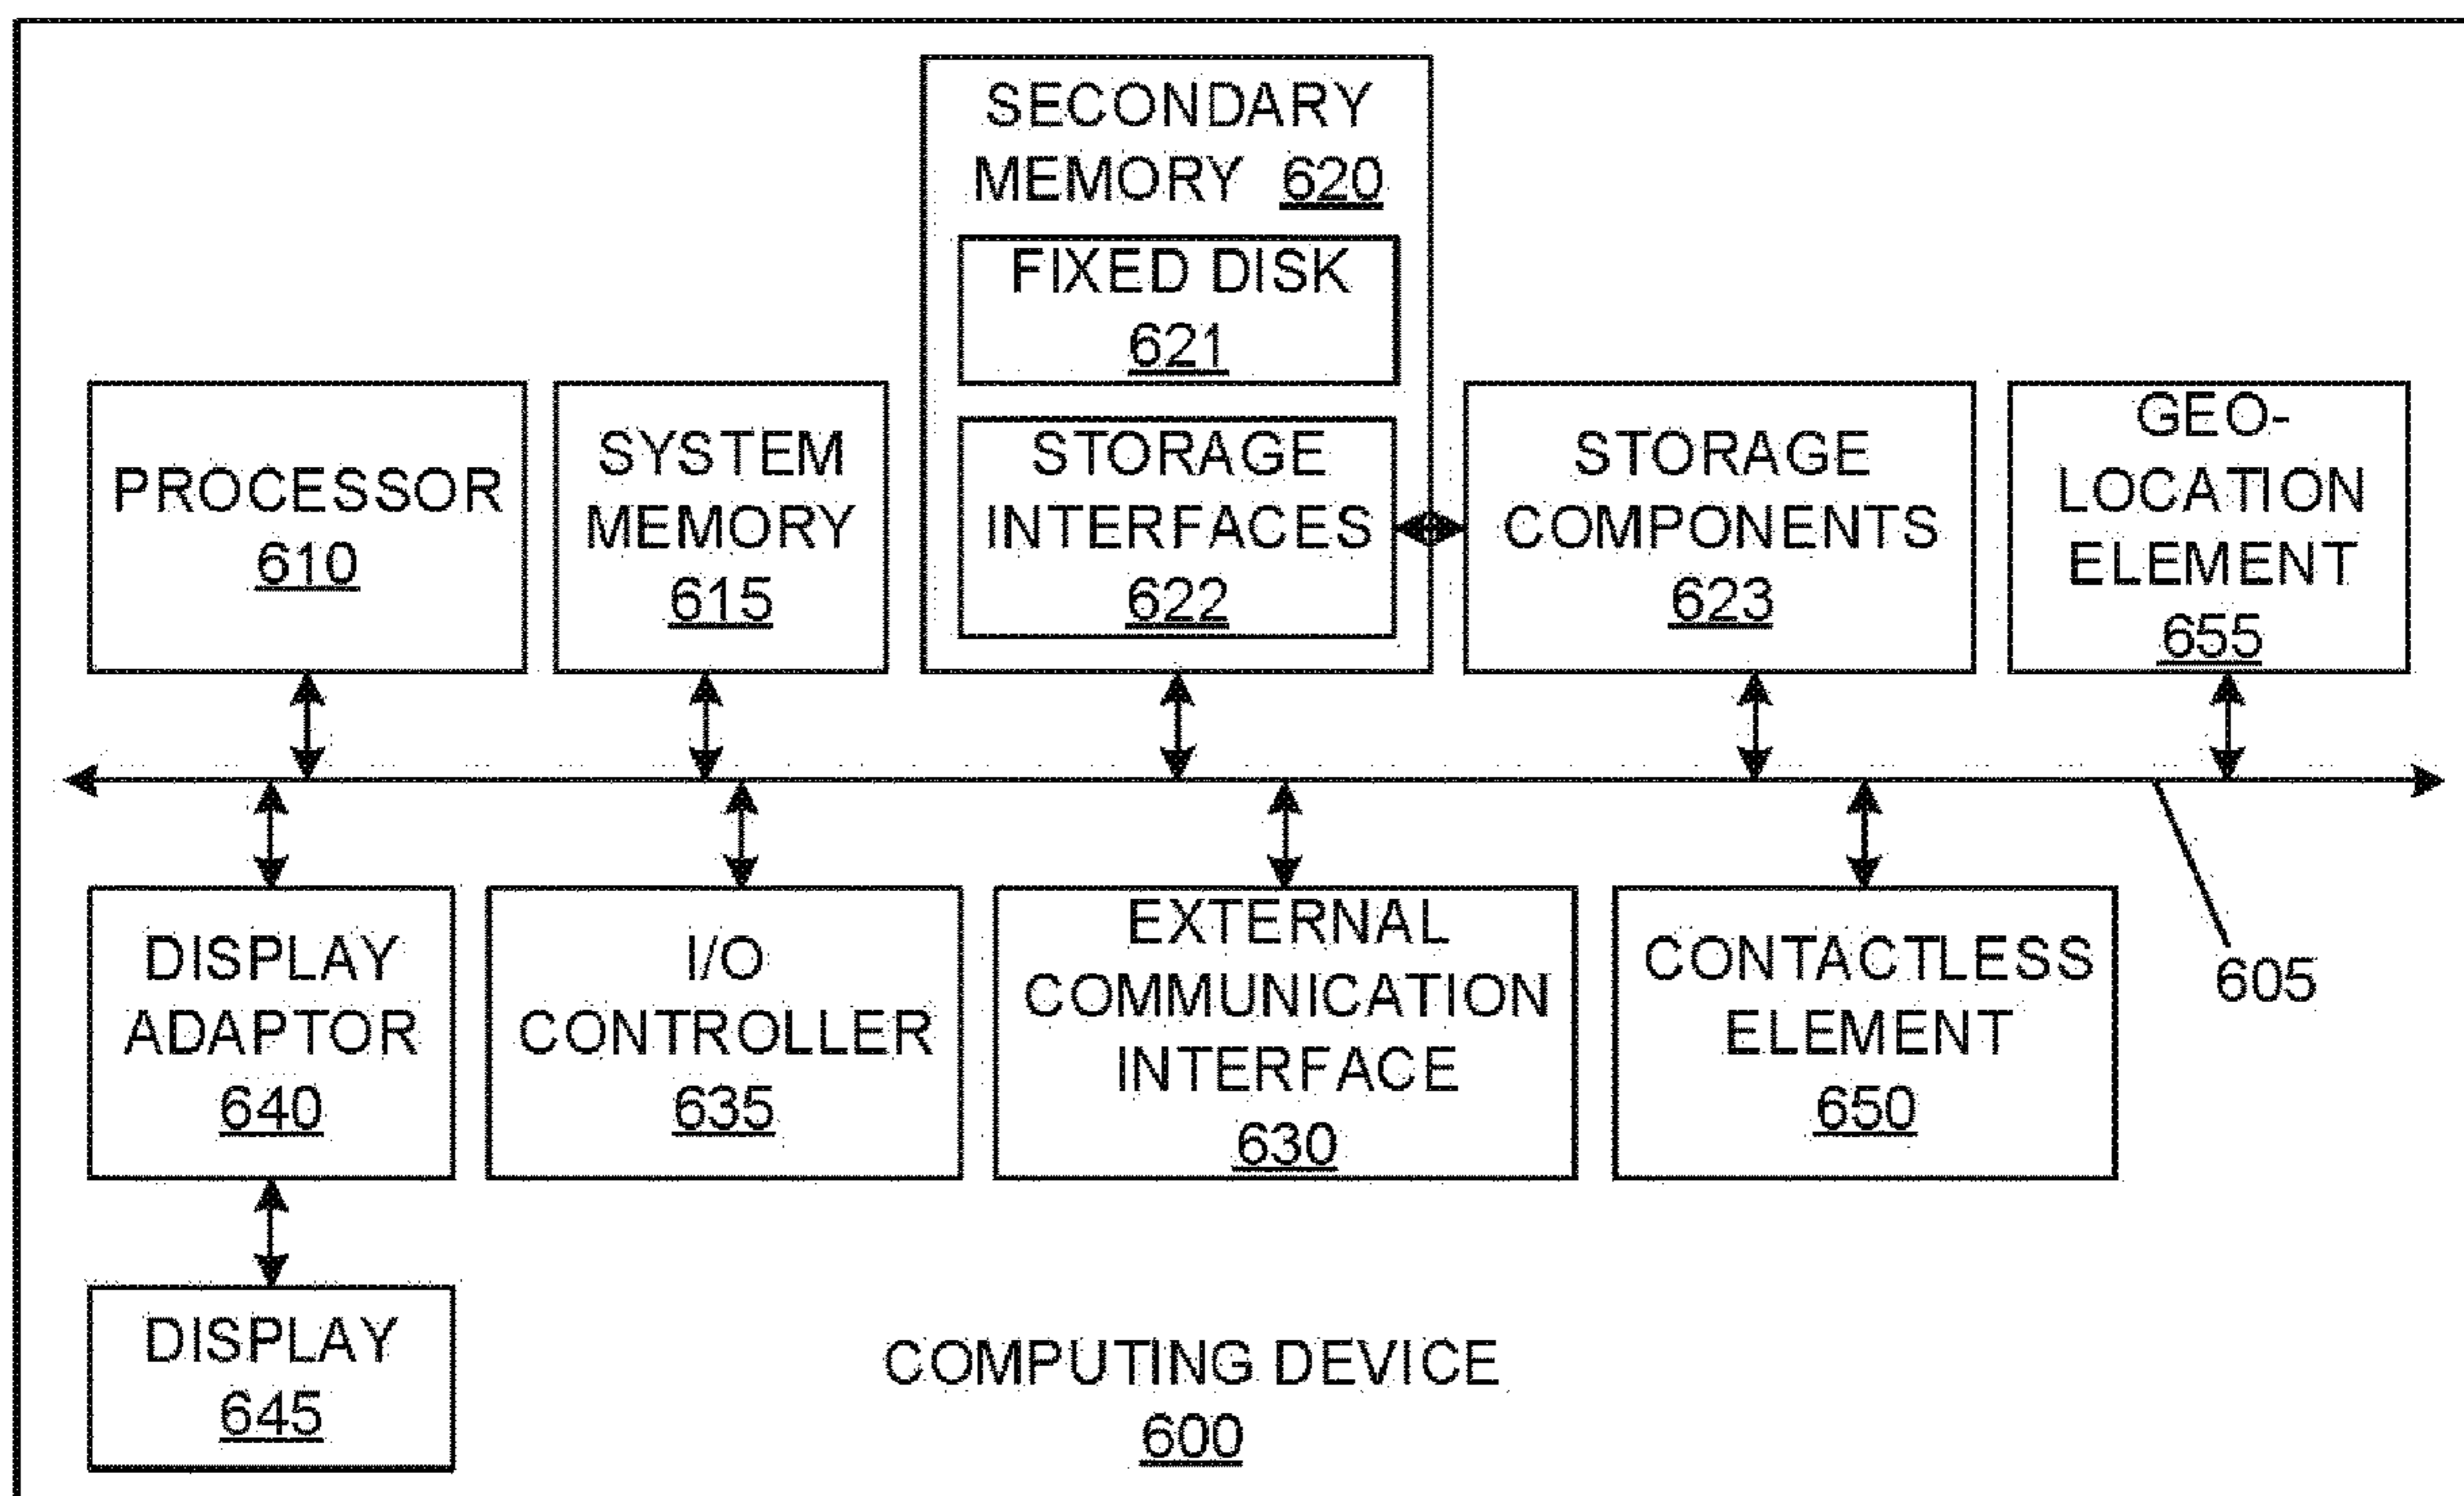 SECONDARY
MEMORY 620
FIXED DISK
621
STORAGE
INTERFACES
622
PROCESSOR
610
SYSTEM
MEMORY
615
STORAGE
COMPONENTS
623
GEO-
LOCATION
ELEMENT
655
DISPLAY
ADAPTOR
640
I/O
CONTROLLER
635
EXTERNAL
COMMUNICATION
INTERFACE
630
CONTACTLESS
ELEMENT
650
605
DISPLAY
645
COMPUTING DEVICE
600